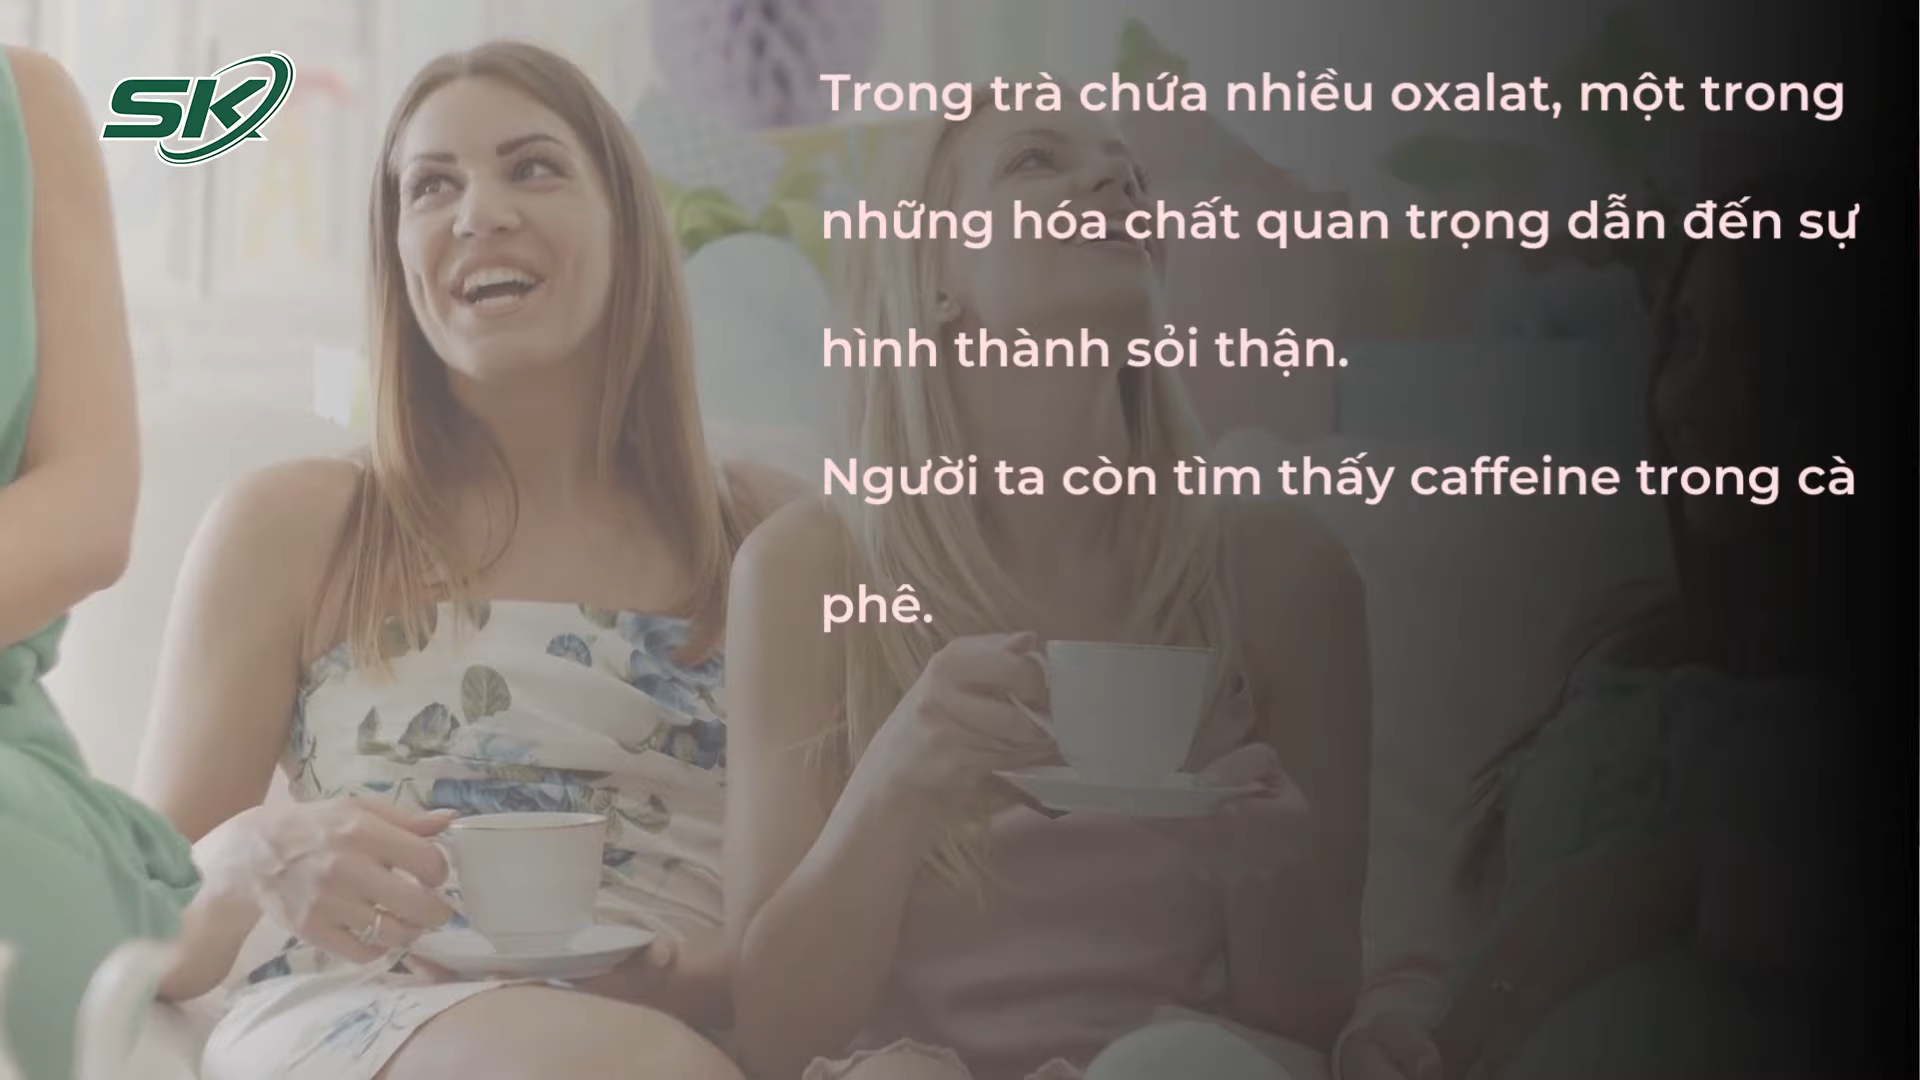 SK
Trong trà chứa nhiều oxalat, một trong
những hóa chất quan trọng dẫn đến sự
hình thành sỏi thận.
Người ta còn tìm thấy caffeine trong cà
phê.